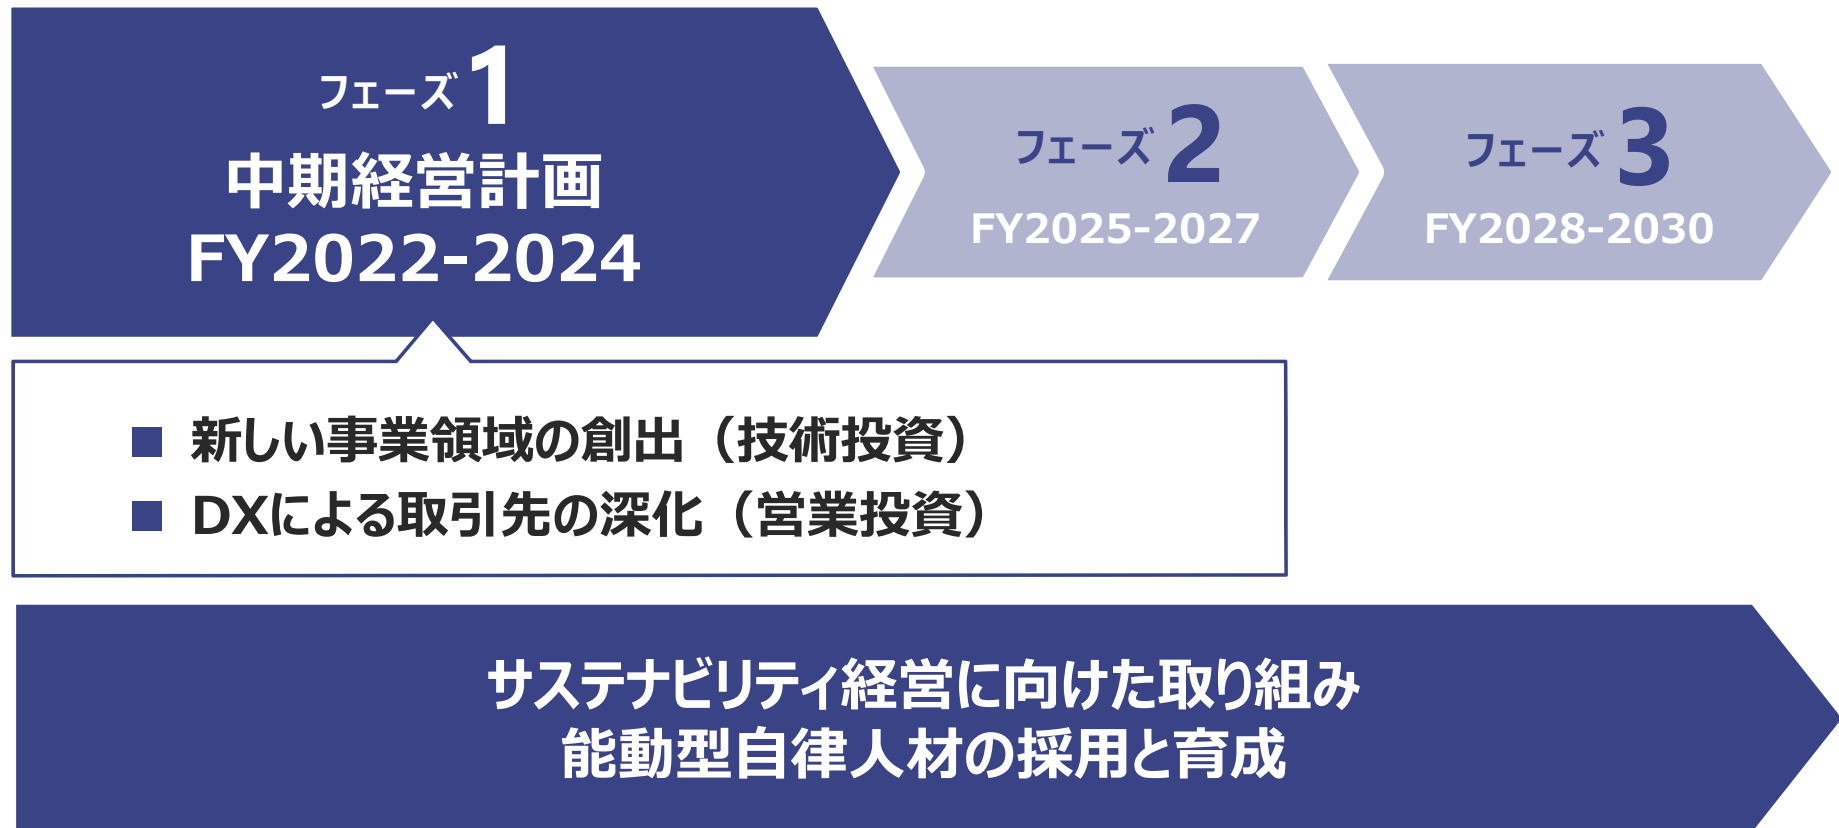 フェーズ1
中期経営計画
FY2022-2024
フェーズ2
FY2025-2027
フェーズ3
FY2028-2030
■ 新しい事業領域の創出（技術投資）
■ DXによる取引先の深化（営業投資）
サステナビリティ経営に向けた取り組み
能動型自律人材の採用と育成